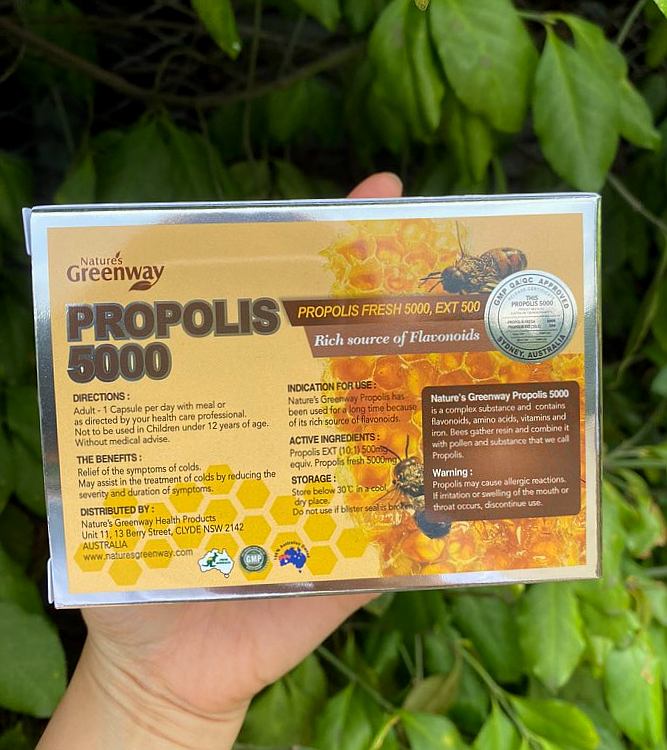 Nature's
Greenway
PROPOLIS
5000
PROPOLIS FRESH 5000, EXT 500
Rich source of Flavonoids
GMP QA/QC APPROVED
THIS
PROPOLIS 5000
SYDNEY, AUSTRALIA
DIRECTIONS :
Adult - 1 Capsule per day with meal or
as directed by your health care professional.
Not to be used in Children under 12 years of age.
Without medical advise.
THE BENEFITS :
Relief of the symptoms of colds.
May assist in the treatment of colds by reducing the
severity and duration of symptoms.
DISTRIBUTED BY :
Nature's Greenway Health Products
Unit 11, 13 Berry Street, CLYDE NSW 2142
AUSTRALIA
www.naturesgreenway.com
GMP
INDICATION FOR USE :
Nature's Greenway Propolis has
been used for a long time because
of its rich source of flavonoids.
ACTIVE INGREDIENTS :
Propolis EXT (10:1) 500mg
equiv. Propolis fresh 5000mg
STORAGE :
Store below 30°C in a cool
dry place.
Do not use if blister seal is broken
Nature's Greenway Propolis 5000
is a complex substance and contains
flavonoids, amino acids, vitamins and
iron. Bees gather resin and combine it
with pollen and substance that we call
Propolis.
Warning :
Propolis may cause allergic reactions.
If irritation or swelling of the mouth or
throat occurs, discontinue use.